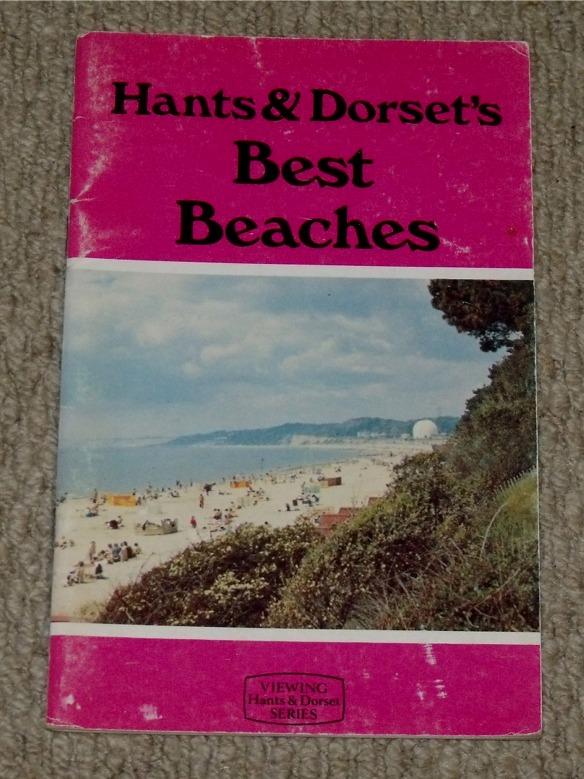 Hants & Dorset's
Best
Beaches
VIEWING
Hants & Dorset
SERIES